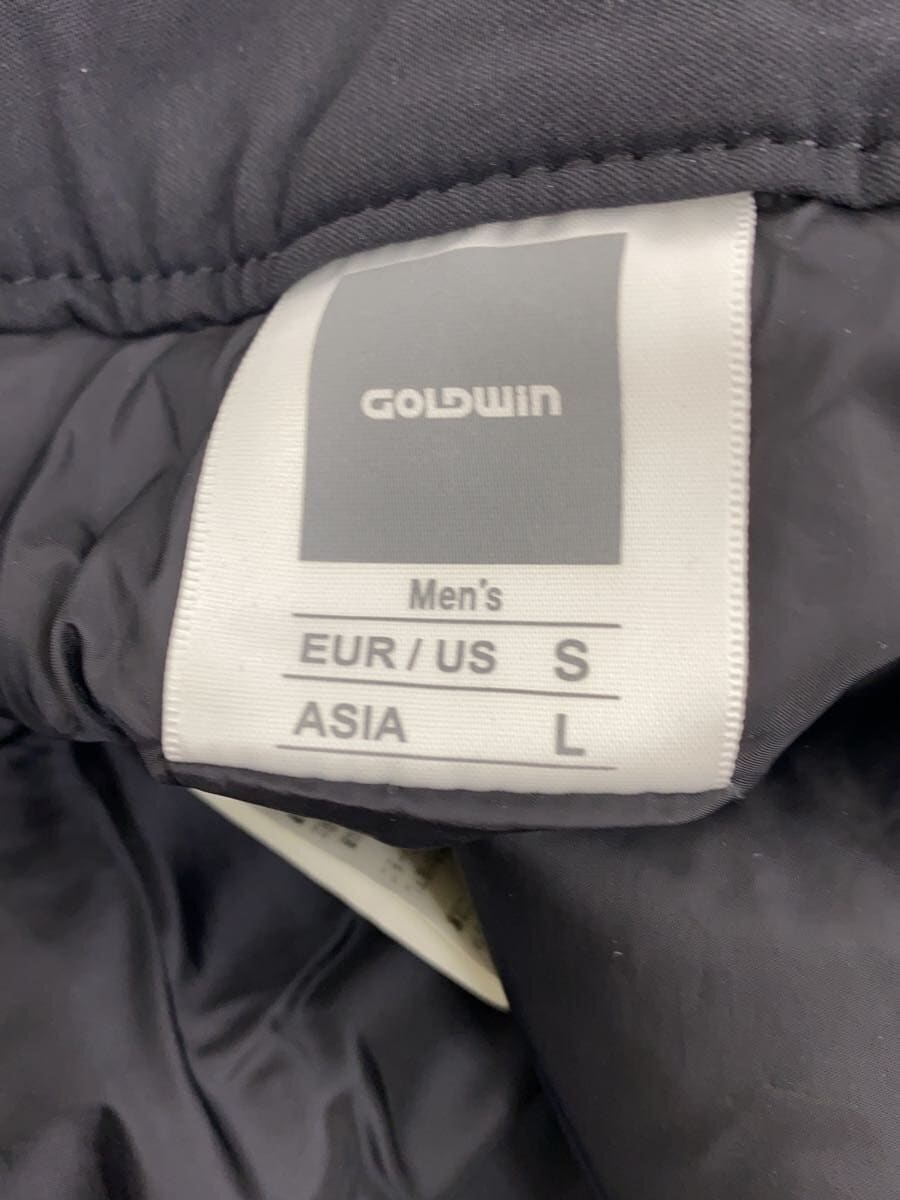 GOLDWIN
Men's
EUR / US S
ASIA L